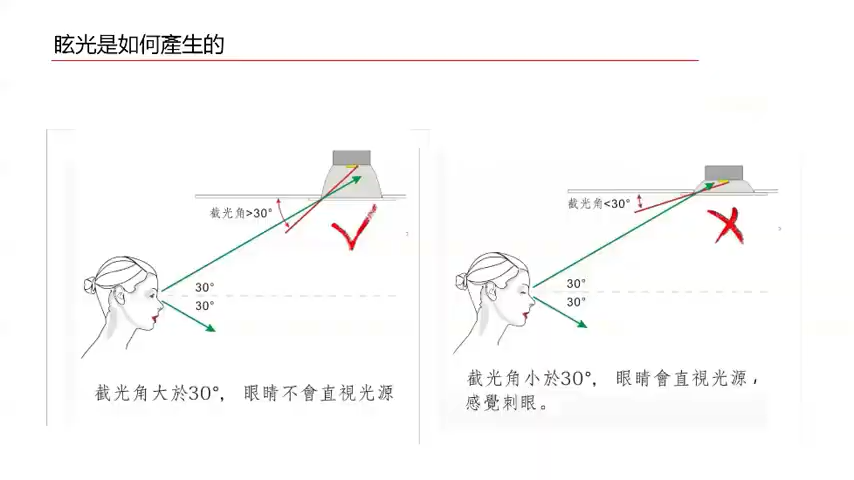 眩光是如何產生的
截光角>30°
30°
30°
截光角大於30°， 眼睛不會直視光源
截光角<30°
30°
30°
截光角小於30°， 眼睛會直視光源，
感覺刺眼。